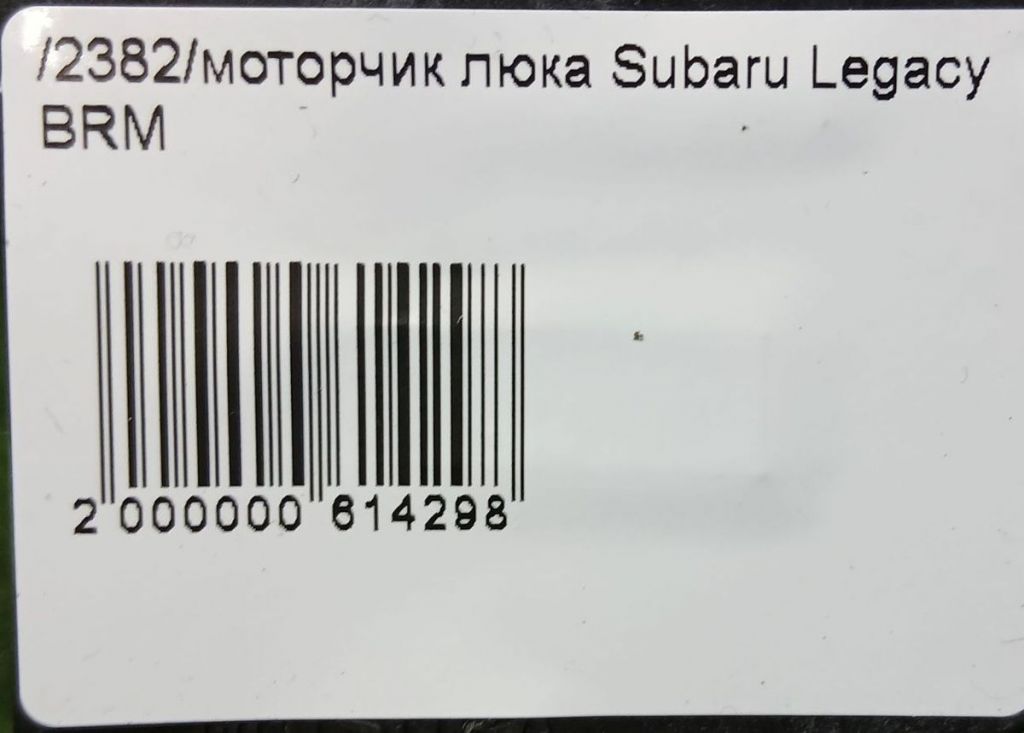 /2382/моторчик люка Subaru Legacy
BRM
2 000000 614298